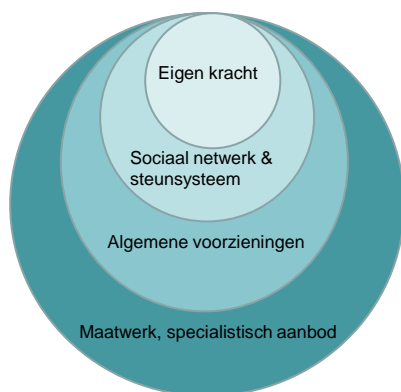 Eigen kracht
Sociaal netwerk &
steunsysteem
Algemene voorzieningen
Maatwerk, specialistisch aanbod